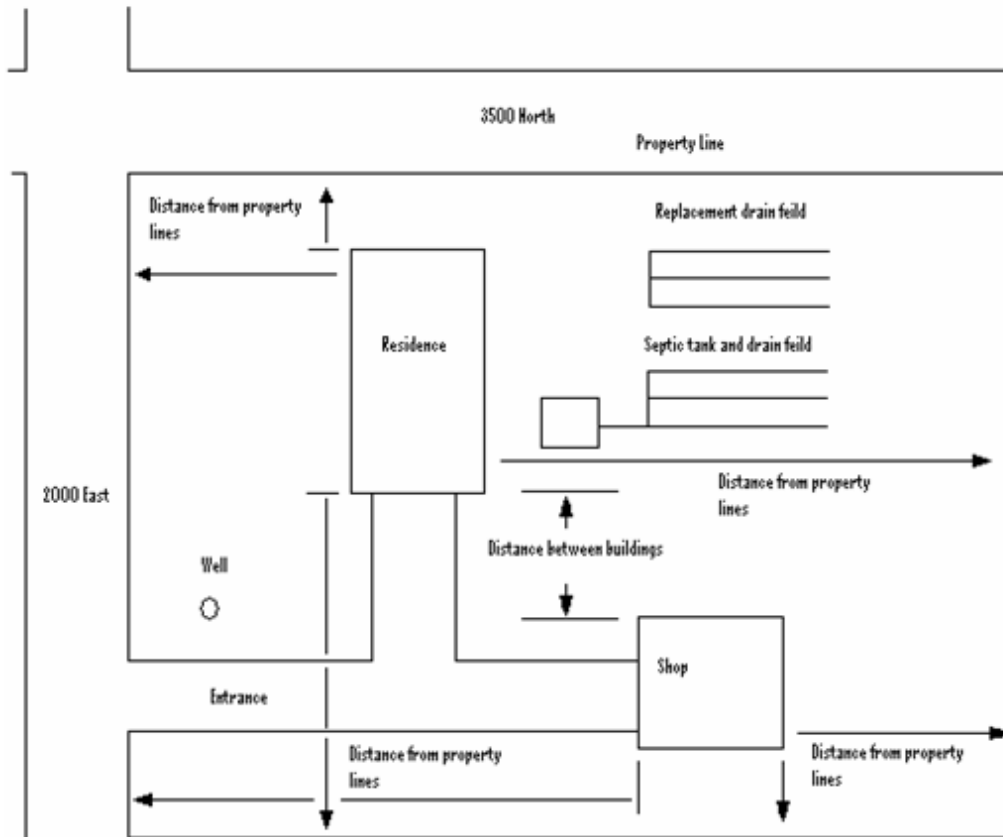 3500 North
Property Line
Distance from property
lines
Replacement drain feild
Residence
Septic tank and drain feild
2000 East
Distance from property
lines
Distance between buildings
Well
Shop
Entrance
Distance from property
lines
Distance from property
lines